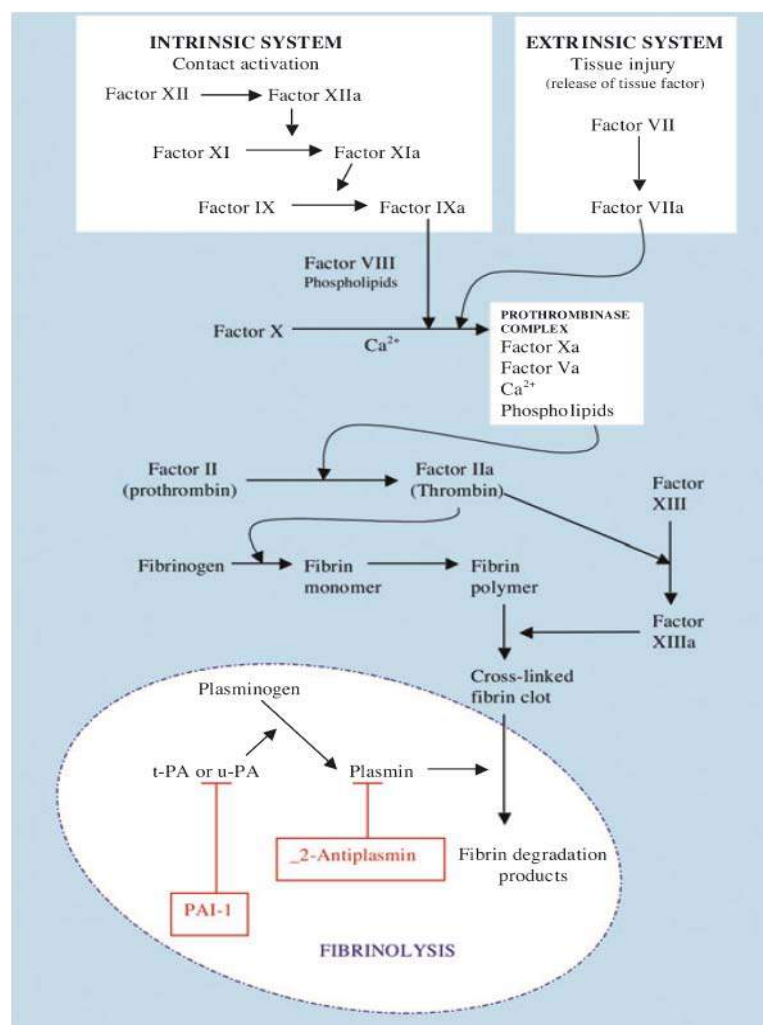 INTRINSIC SYSTEM
Contact activation
Factor XII
Factor XIIa
Factor XI
Factor XIa
Factor IX
Factor IXa
EXTRINSIC SYSTEM
Tissue injury
(release of tissue factor)
Factor VII
Factor VIIa
Factor VIII
Phospholipids
Factor X
Ca²⁺
PROTHROMBINASE
COMPLEX
Factor Xa
Factor Va
Ca²⁺
Phospholipids
Factor II
(prothrombin)
Factor IIa
(Thrombin)
Factor
XIII
Fibrinogen
Fibrin
monomer
Fibrin
polymer
Factor
XIIIa
Cross-linked
fibrin clot
Plasminogen
t-PA or u-PA
Plasmin
_2-Antiplasmin
PAI-1
Fibrin degradation
products
FIBRINOLYSIS